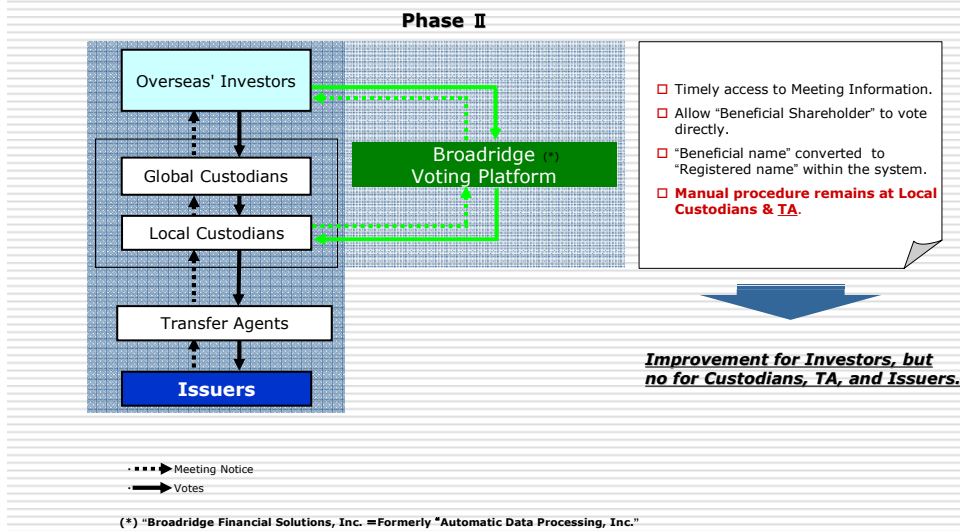 Phase Ⅱ
Overseas' Investors
Global Custodians
Local Custodians
Transfer Agents
Issuers
Broadridge (*)
Voting Platform
Timely access to Meeting Information.
Allow “Beneficial Shareholder” to vote
directly.
“Beneficial name” converted to
“Registered name” within the system.
Manual procedure remains at Local
Custodians & TA.
Improvement for Investors, but
no for Custodians, TA, and Issuers.
Meeting Notice
Votes
(*) “Broadridge Financial Solutions, Inc. =Formerly “Automatic Data Processing, Inc.”